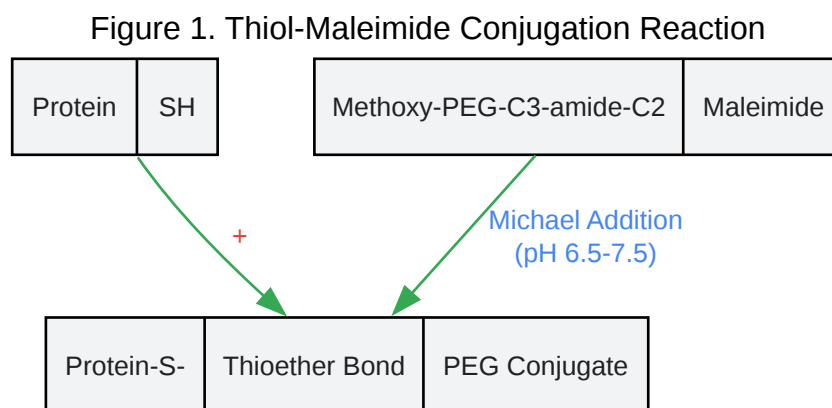 Figure 1. Thiol-Maleimide Conjugation Reaction
Protein SH
Methoxy-PEG-C3-amide-C2 Maleimide
+
Michael Addition
(pH 6.5-7.5)
Protein-S- Thioether Bond PEG Conjugate